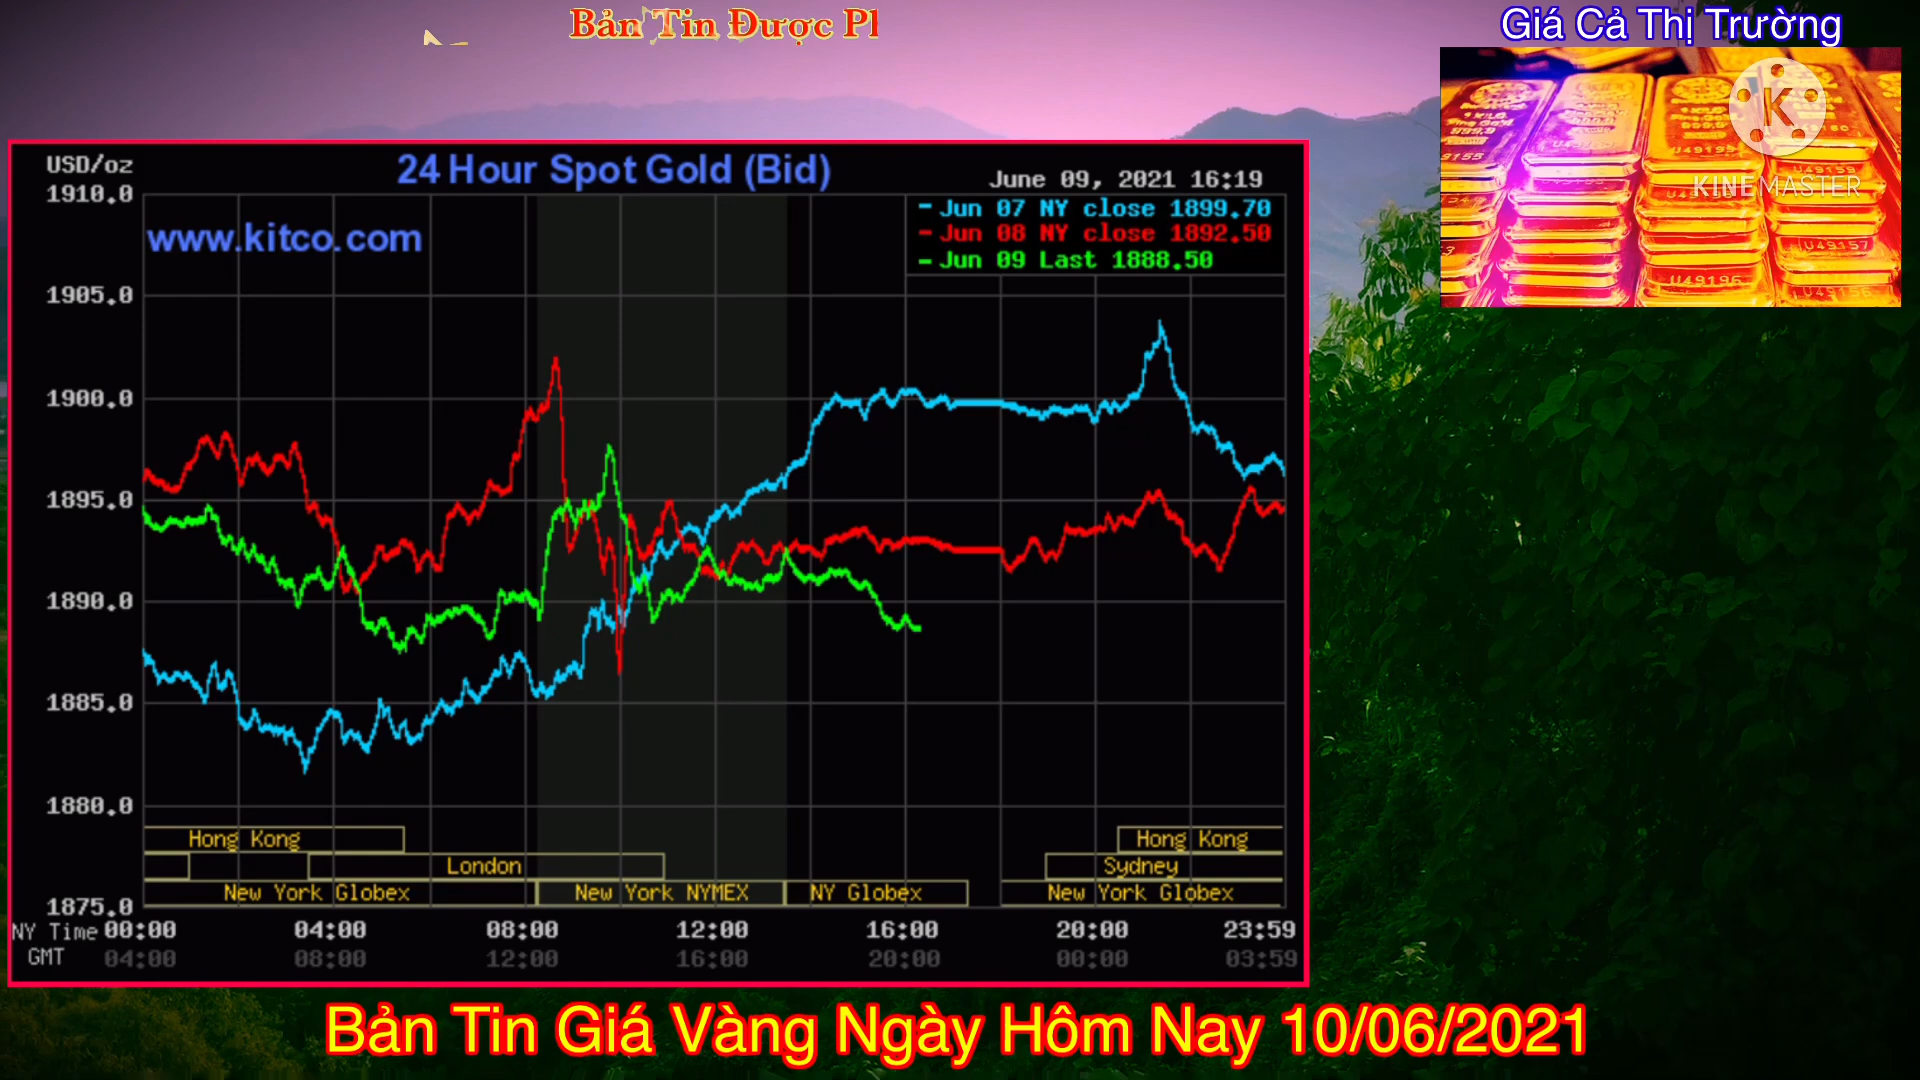 Bản Tin Được Pl
Giá Cả Thị Trường
K
KINEMASTER
USD/oz
24 Hour Spot Gold (Bid)
June 09, 2021 16:19
www.kitco.com
Jun 07 NY close 1899.70
Jun 08 NY close 1892.50
Jun 09 Last 1888.50
1910.0
1905.0
1900.0
1895.0
1890.0
1885.0
1880.0
1875.0
Hong Kong
Hong Kong
London
Sydney
New York Globex
New York NYMEX
NY Globex
New York Globex
NY Time 00:00 04:00 08:00 12:00 16:00 20:00 23:59
GMT 04:00 08:00 12:00 16:00 20:00 00:00 03:59
U49196
U49157
Bản Tin Giá Vàng Ngày Hôm Nay 10/06/2021